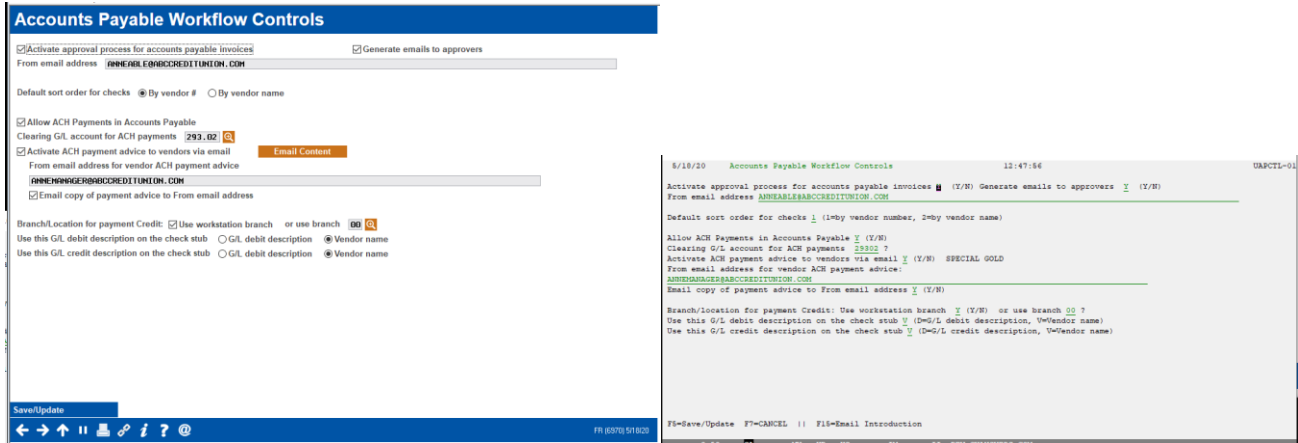 Accounts Payable Workflow Controls
Activate approval process for accounts payable invoices Generate emails to approvers
From email address ANNEABLE@ABCCREDITUNION.COM
Default sort order for checks By vendor # By vendor name
Allow ACH Payments in Accounts Payable
Clearing G/L account for ACH payments 293.02
Activate ACH payment advice to vendors via email Email Content
From email address for vendor ACH payment advice
ANNEMANAGER@ABCCREDITUNION.COM
Email copy of payment advice to From email address
Branch/Location for payment Credit: Use workstation branch or use branch 00
Use this G/L debit description on the check stub G/L debit description Vendor name
Use this G/L credit description on the check stub G/L debit description Vendor name
Save/Update
FR (6970) 5/18/20
5/18/20 Accounts Payable Workflow Controls 12:47:56 UAPCTL-01
Activate approval process for accounts payable invoices (Y/N) Generate emails to approvers Y (Y/N)
From email address ANNEABLE@ABCCREDITUNION.COM
Default sort order for checks 1 (1=by vendor number, 2=by vendor name)
Allow ACH Payments in Accounts Payable Y (Y/N)
Clearing G/L account for ACH payments 29302 ?
Activate ACH payment advice to vendors via email Y (Y/N) SPECIAL GOLD
From email address for vendor ACH payment advice:
ANNEMANAGER@ABCCREDITUNION.COM
Email copy of payment advice to From email address Y (Y/N)
Branch/location for payment Credit: Use workstation branch Y (Y/N) or use branch 00 ?
Use this G/L debit description on the check stub V (D=G/L debit description, V=Vendor name)
Use this G/L credit description on the check stub V (D=G/L credit description, V=Vendor name)
F5=Save/Update F7=CANCEL || F15=Email Introduction